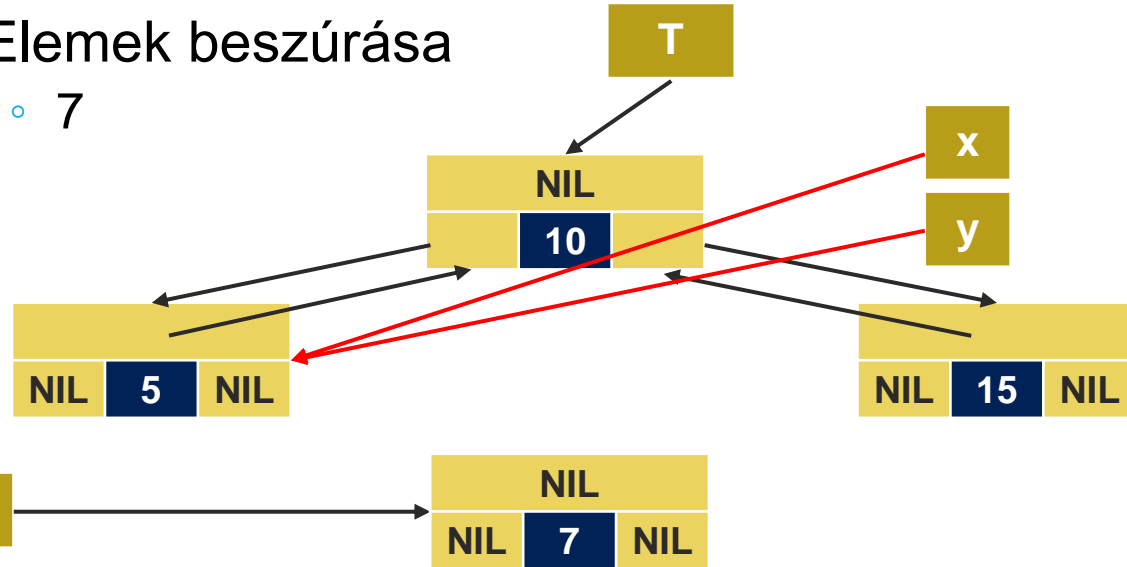 Elemek beszúrása
◦ 7
T
x
NIL
10
y
NIL 5 NIL
NIL 15 NIL
NIL
NIL 7 NIL